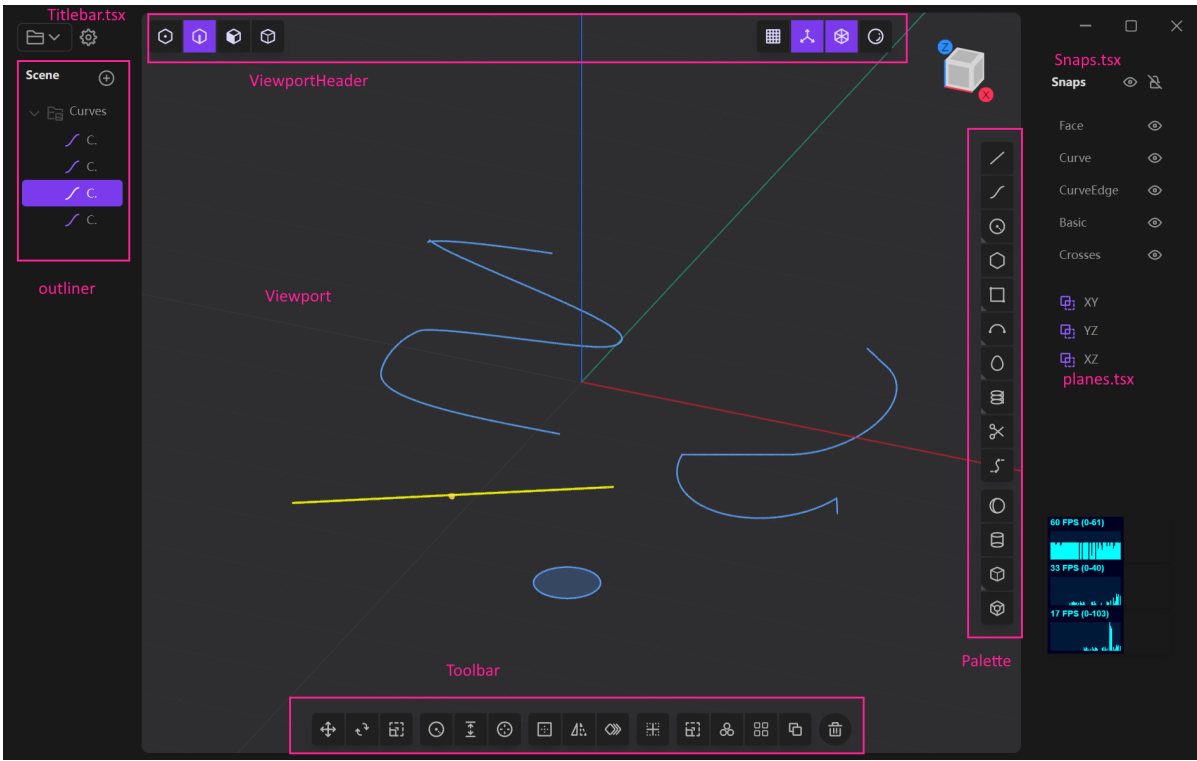 Titlebar.tsx
Scene
Curves
C.
C.
C.
C.
outliner
ViewportHeader
Viewport
Z
X
Snaps.tsx
Snaps
Face
Curve
CurveEdge
Basic
Crosses
XY
YZ
XZ
planes.tsx
60 FPS (0-61)
33 FPS (0-40)
17 FPS (0-103)
Palette
Toolbar